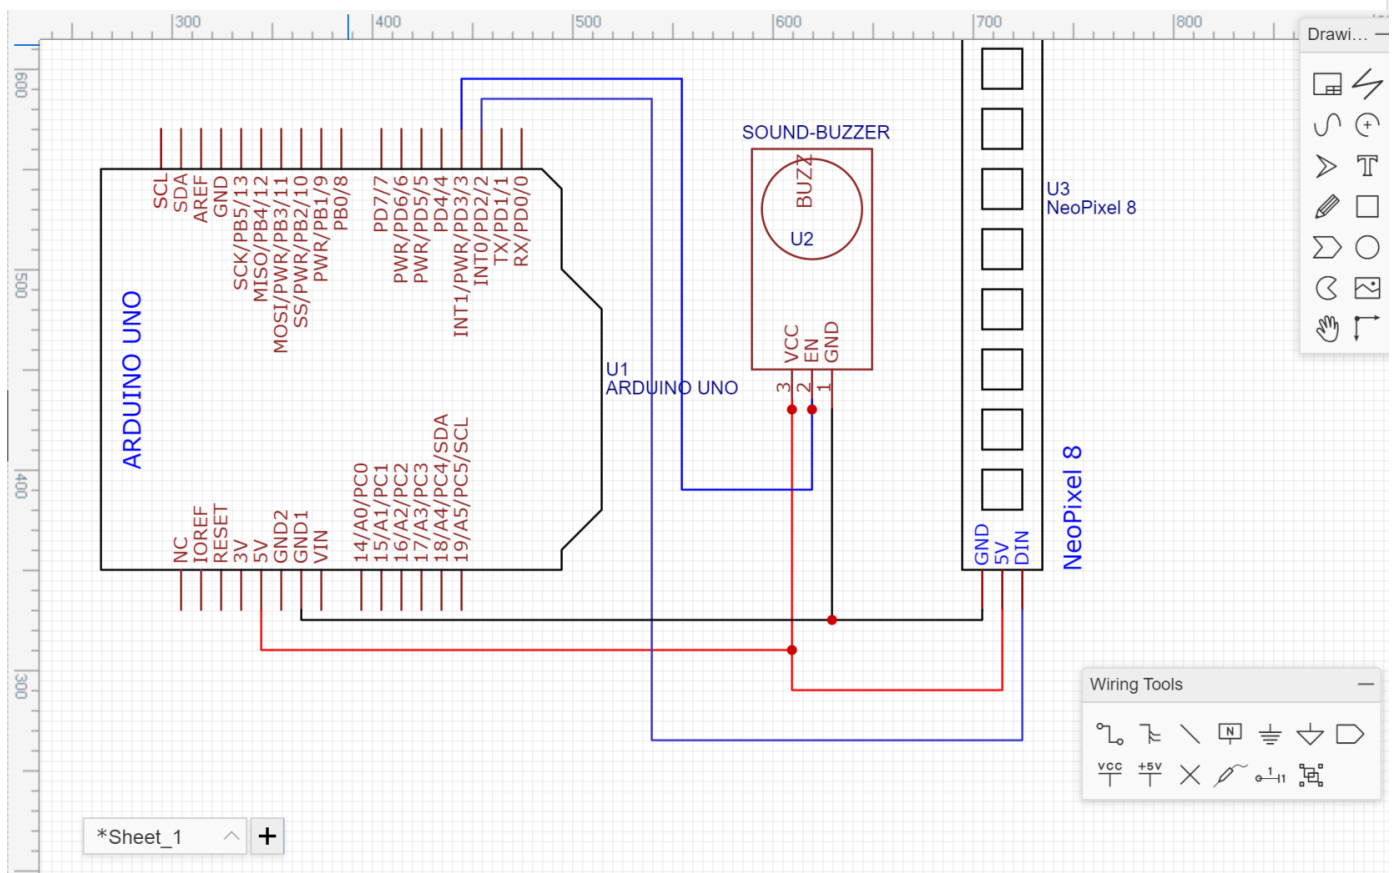 300
400
500
600
700
800
Drawi...
600
500
400
300
SCL
SDA
AREF
GND
SCK/PB5/13
MISO/PB4/12
MOSI/PWR/PB3/11
SS/PWR/PB2/10
PWR/PB1/9
PB0/8
PD7/7
PWR/PD6/6
PWR/PD5/5
PD4/4
INT1/PWR/PD3/3
INT0/PD2/2
TX/PD1/1
RX/PD0/0
ARDUINO UNO
U1
ARDUINO UNO
NC
IOREF
RESET
3V
5V
GND2
GND1
VIN
14/A0/PC0
15/A1/PC1
16/A2/PC2
17/A3/PC3
18/A4/PC4/SDA
19/A5/PC5/SCL
SOUND-BUZZER
BUZZ
U2
VCC
EN
GND
3
2
1
U3
NeoPixel 8
NeoPixel 8
GND
5V
DIN
Wiring Tools
N
VCC
+5V
1
1
*Sheet_1
+